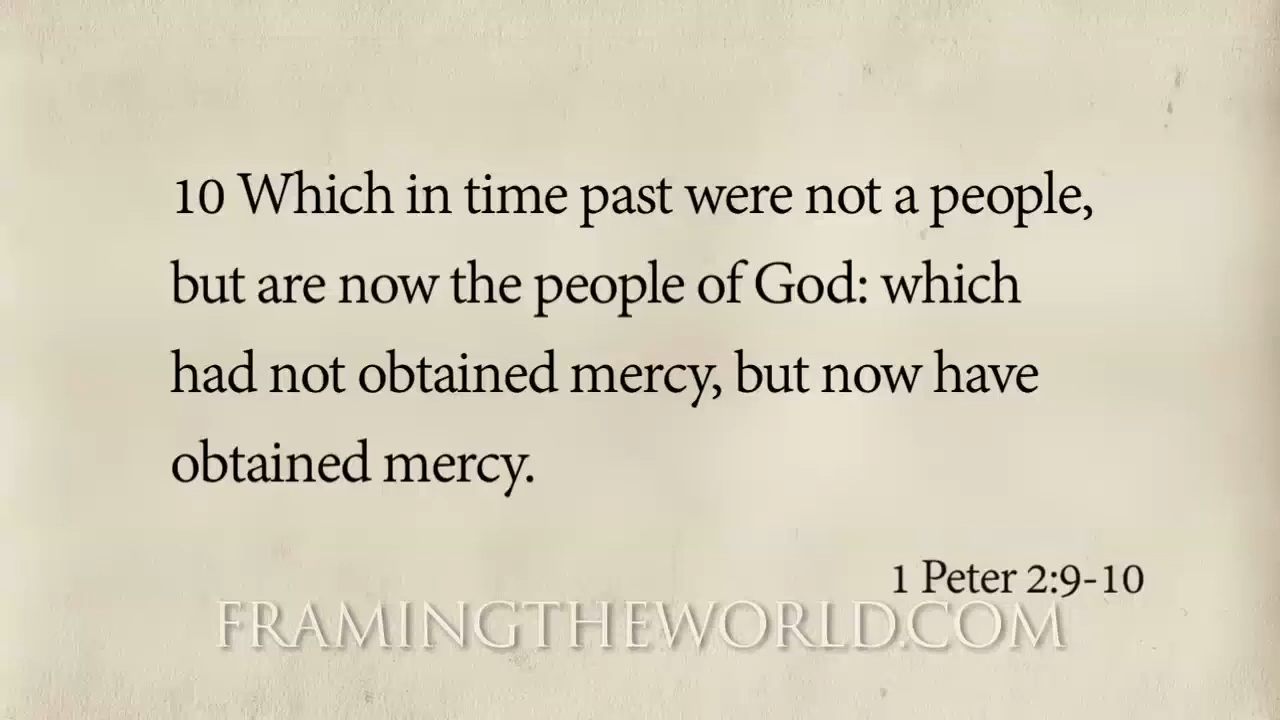 10 Which in time past were not a people,
but are now the people of God: which
had not obtained mercy, but now have
obtained mercy.
1 Peter 2:9-10
FRAMINGTHEWORLD.COM